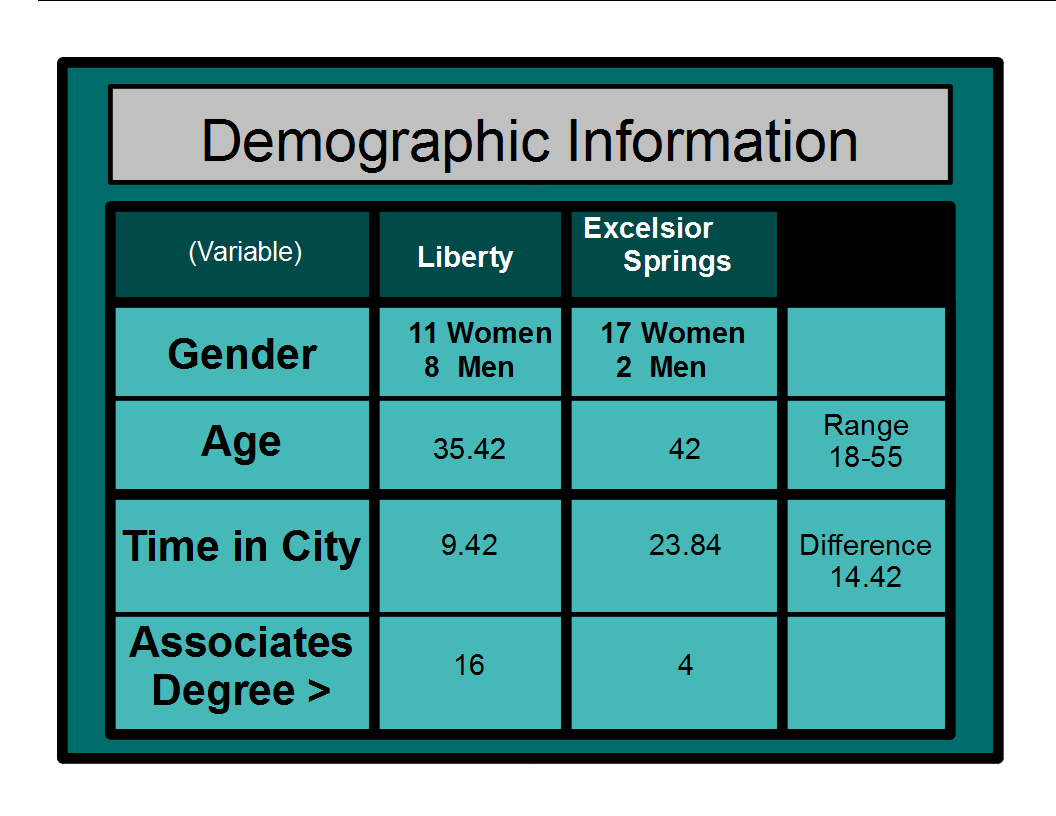 Demographic Information
(Variable)
Liberty
Excelsior
Springs
Gender
11 Women
8 Men
17 Women
2 Men
Age
35.42
42
Range
18-55
Time in City
9.42
23.84
Difference
14.42
Associates
Degree >
16
4